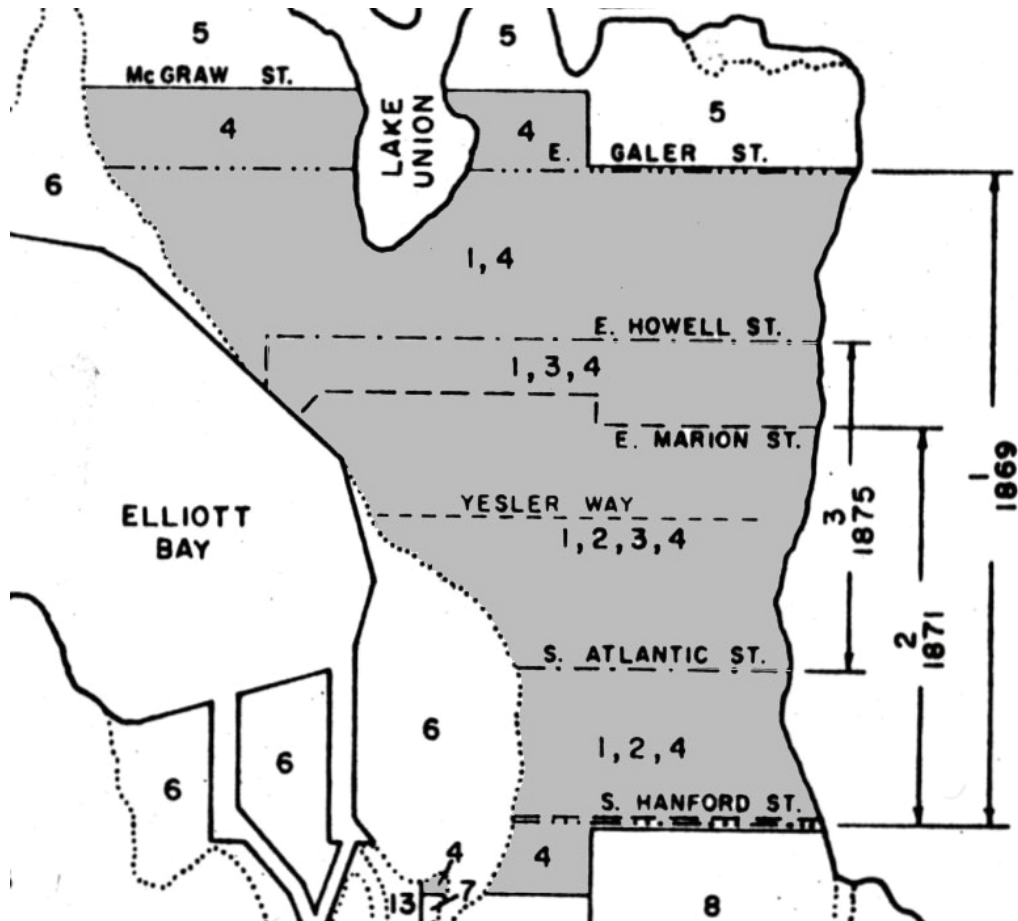 5
5
McGRAW ST.
4
LAKE
UNION
4
5
E. GALER ST.
6
1, 4
E. HOWELL ST.
1, 3, 4
E. MARION ST.
1
1869
YESLER WAY
3
1875
ELLIOTT
BAY
1, 2, 3, 4
2
1871
S. ATLANTIC ST.
6
1, 2, 4
6
6
S. HANFORD ST.
4
4
7
13
8